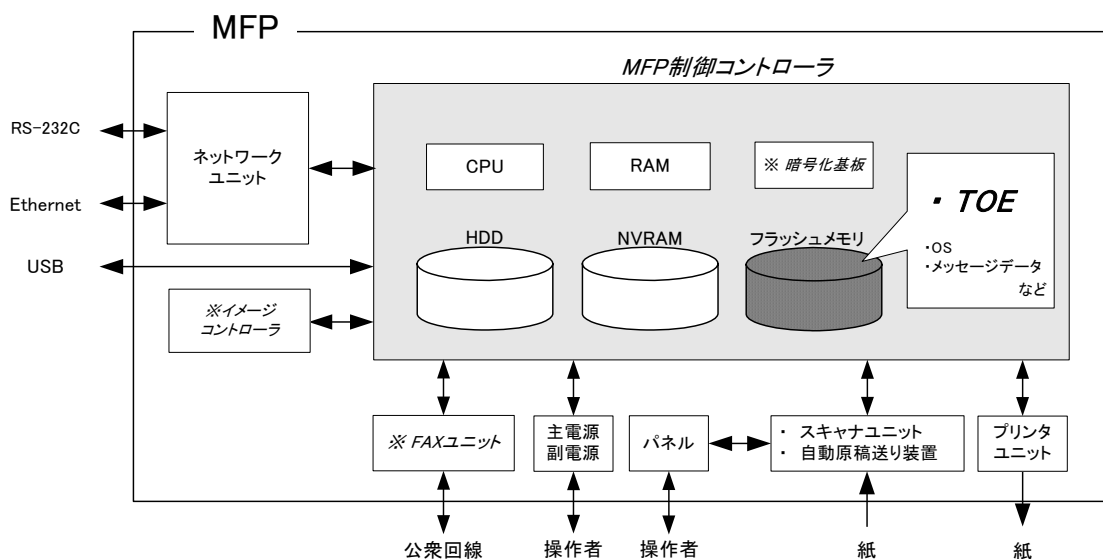 MFP
MFP制御コントローラ
RS-232C
Ethernet
USB
ネットワーク
ユニット
CPU
RAM
※ 暗号化基板
・ TOE
・OS
・メッセージデータ
など
HDD
NVRAM
フラッシュメモリ
※イメージ
コントローラ
※ FAXユニット
主電源
副電源
パネル
・ スキャナユニット
・ 自動原稿送り装置
プリンタ
ユニット
公衆回線
操作者
操作者
紙
紙